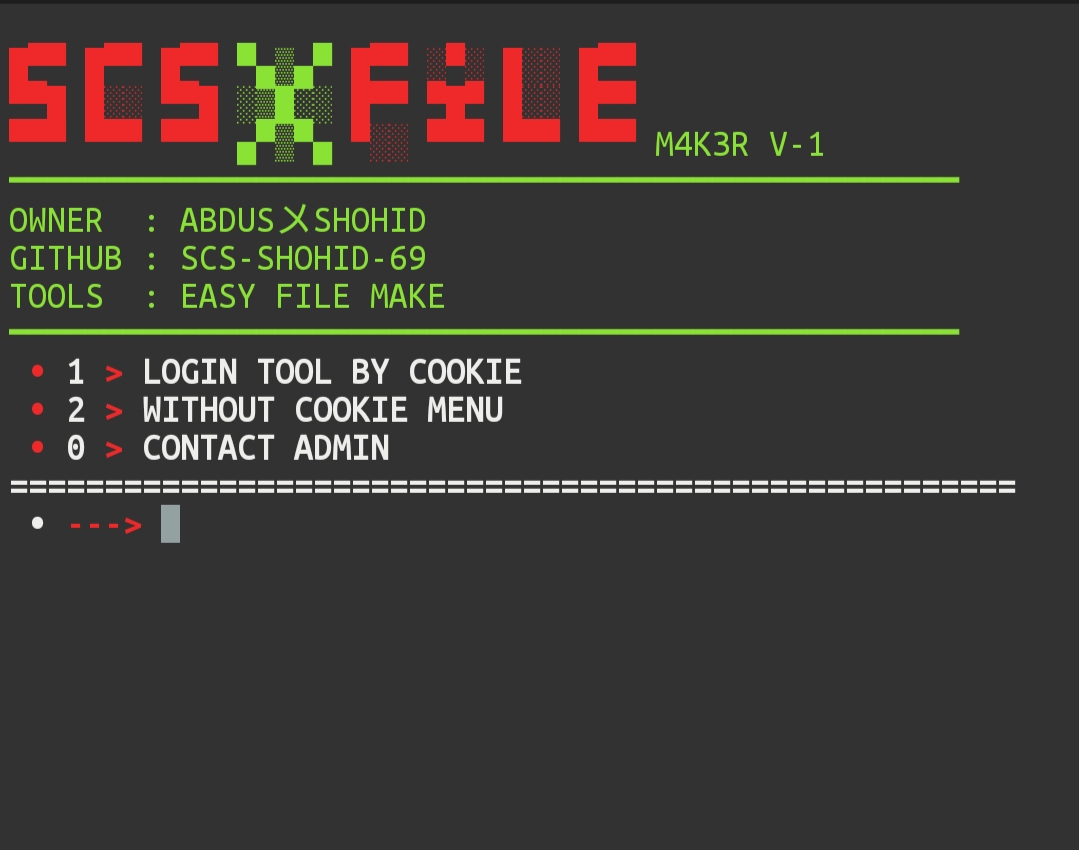 SCSXFiLE M4K3R V-1
OWNER : ABDUS乂SHOHID
GITHUB : SCS-SHOHID-69
TOOLS : EASY FILE MAKE
• 1 > LOGIN TOOL BY COOKIE
• 2 > WITHOUT COOKIE MENU
• 0 > CONTACT ADMIN
=====================================================
• --->